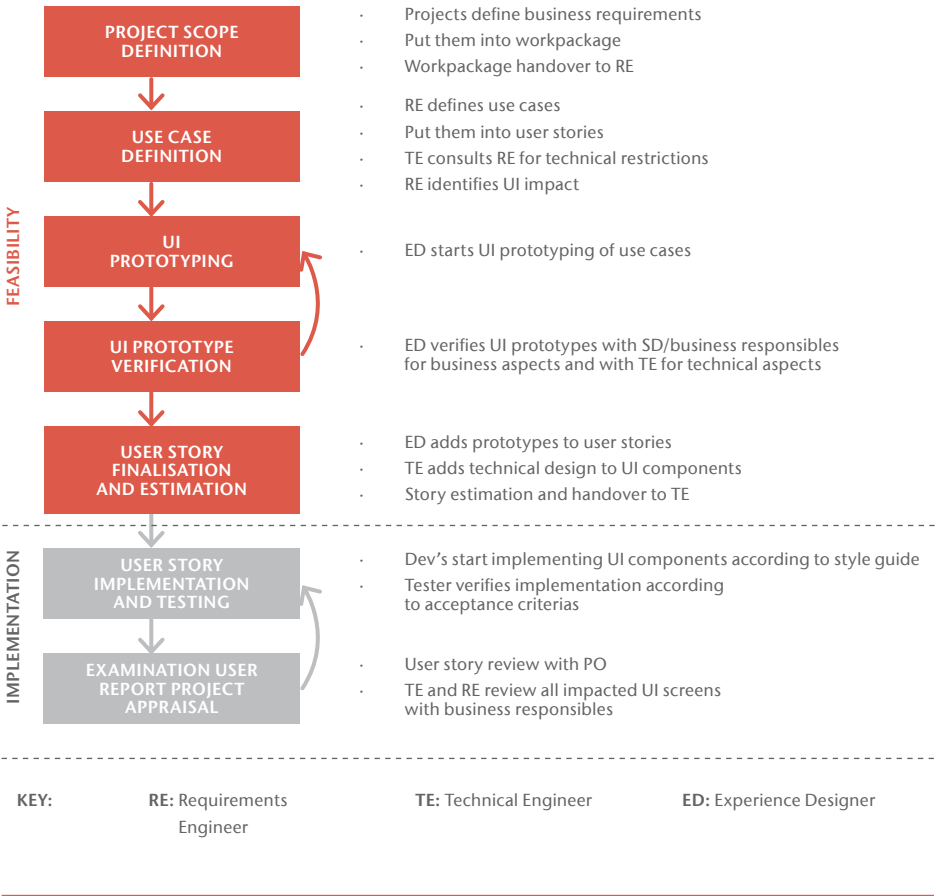 PROJECT SCOPE
DEFINITION
· Projects define business requirements
· Put them into workpackage
· Workpackage handover to RE
USE CASE
DEFINITION
· RE defines use cases
· Put them into user stories
· TE consults RE for technical restrictions
· RE identifies UI impact
FEASIBILITY
UI
PROTOTYPING
· ED starts UI prototyping of use cases
UI PROTOTYPE
VERIFICATION
· ED verifies UI prototypes with SD/business responsibles
for business aspects and with TE for technical aspects
USER STORY
FINALISATION
AND ESTIMATION
· ED adds prototypes to user stories
· TE adds technical design to UI components
· Story estimation and handover to TE
IMPLEMENTATION
USER STORY
IMPLEMENTATION
AND TESTING
· Dev's start implementing UI components according to style guide
· Tester verifies implementation according
to acceptance criterias
EXAMINATION USER
REPORT PROJECT
APPRAISAL
· User story review with PO
· TE and RE review all impacted UI screens
with business responsibles
KEY:
RE: Requirements
Engineer
TE: Technical Engineer
ED: Experience Designer